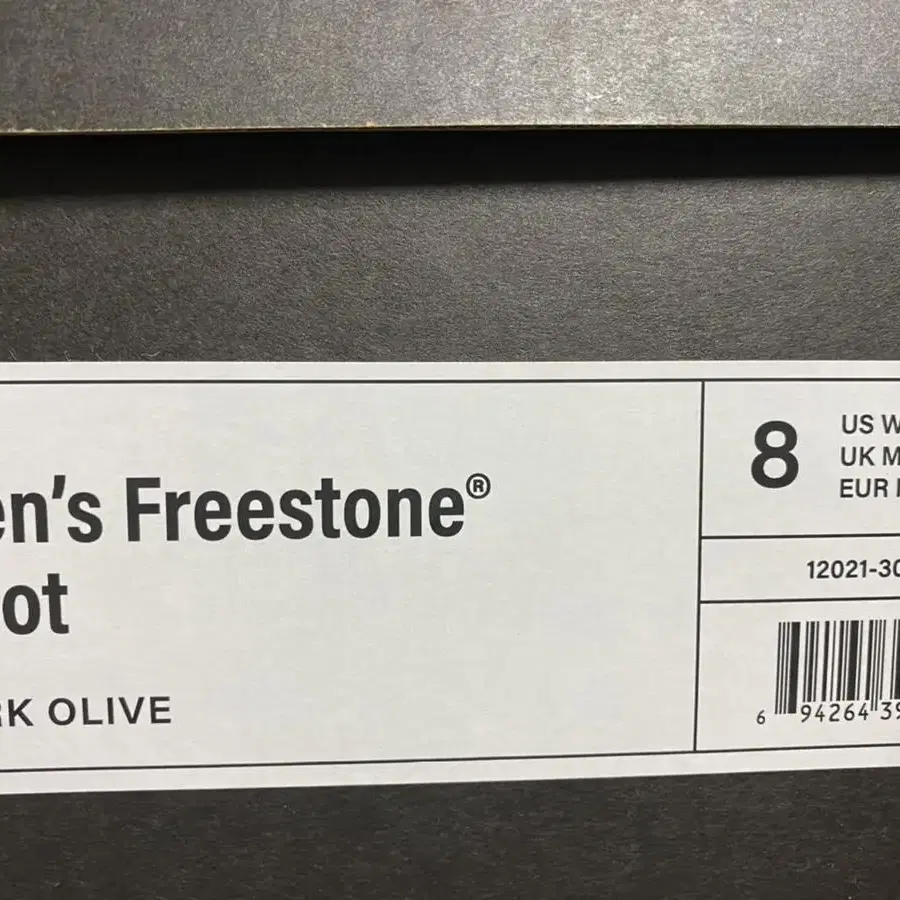 en's Freestone®
ot
RK OLIVE
8
US W
UK M
EUR
12021-30
6 94264 39